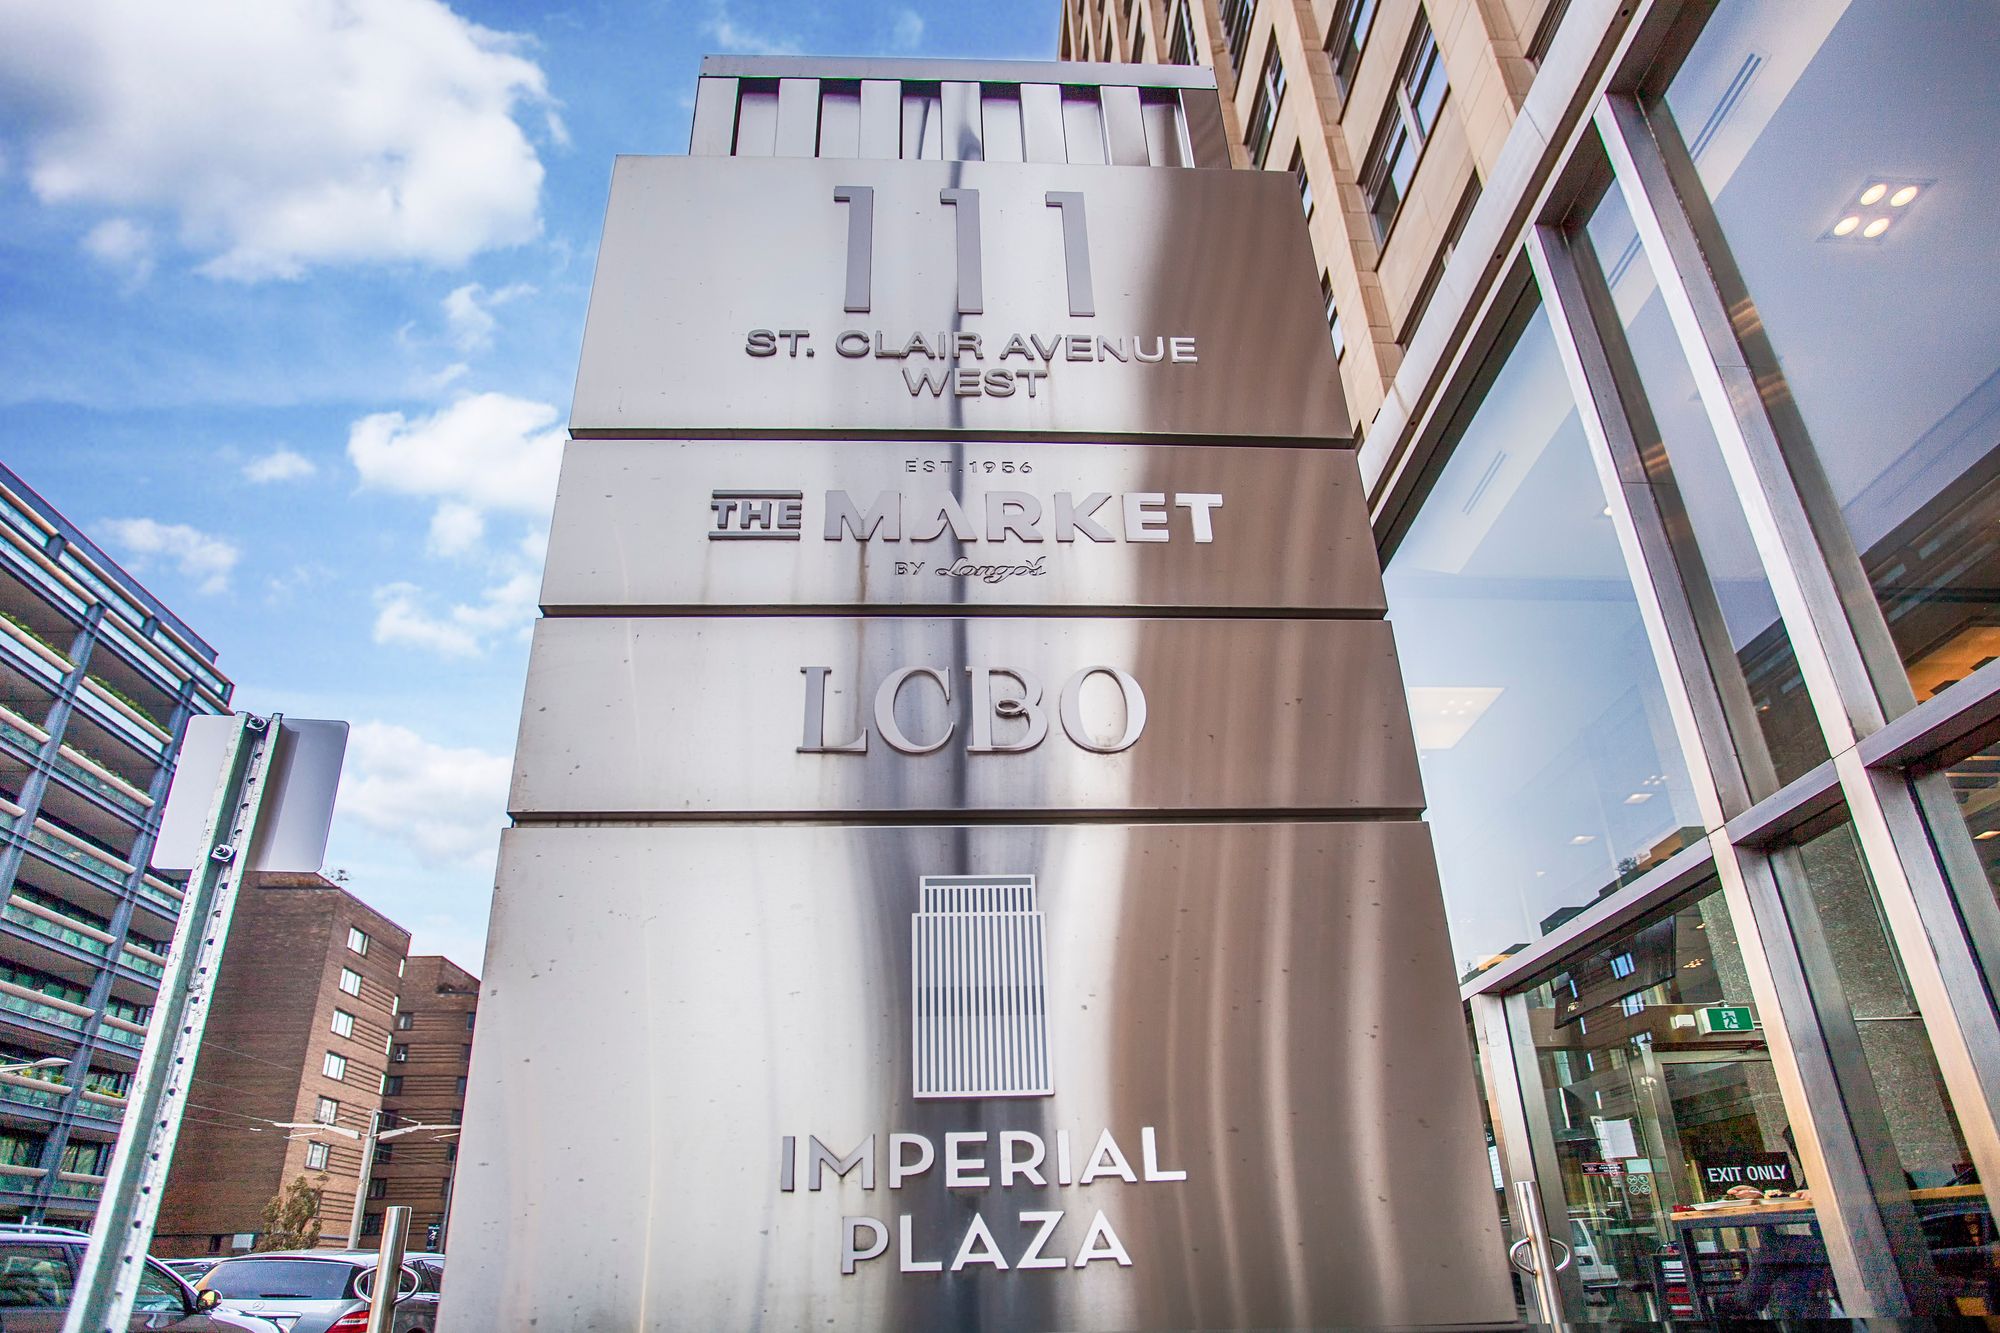 111
ST. CLAIR AVENUE
WEST
EST. 1956
THE MARKET
BY Longo's
LCBO
IMPERIAL
PLAZA
EXIT ONLY